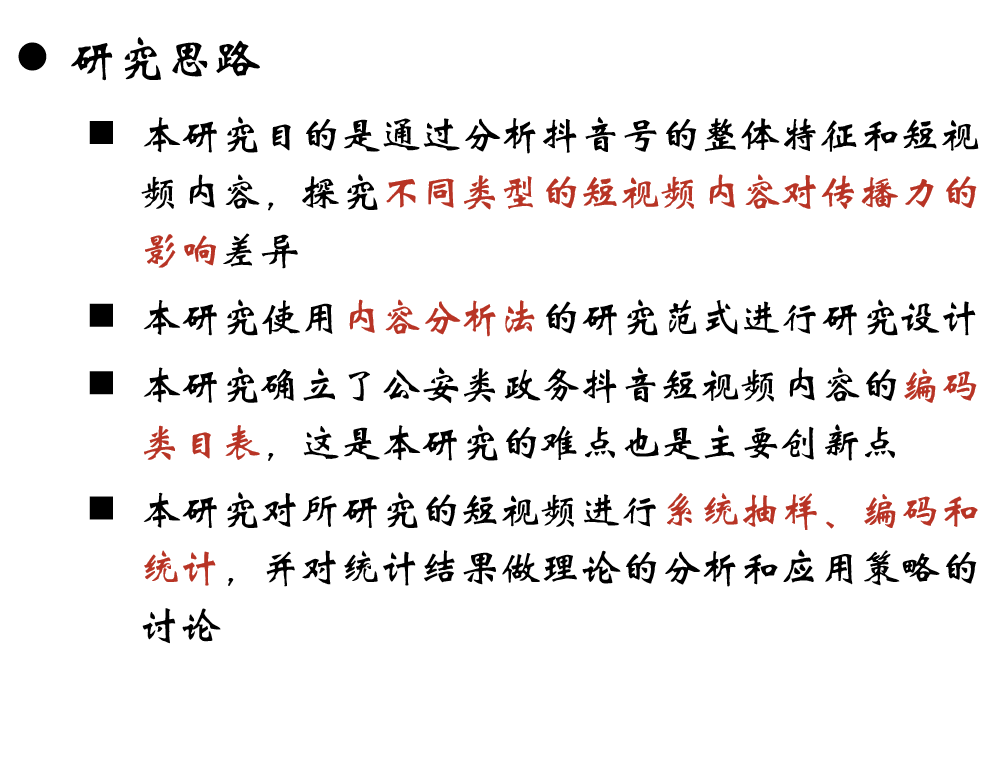 ● 研究思路
■ 本研究目的是通过分析抖音号的整体特征和短视
频内容，探究不同类型的短视频内容对传播力的
影响差异
■ 本研究使用内容分析法的研究范式进行研究设计
■ 本研究确立了公安类政务抖音短视频内容的编码
类目表，这是本研究的难点也是主要创新点
■ 本研究对所研究的短视频进行系统抽样、编码和
统计，并对统计结果做理论的分析和应用策略的
讨论